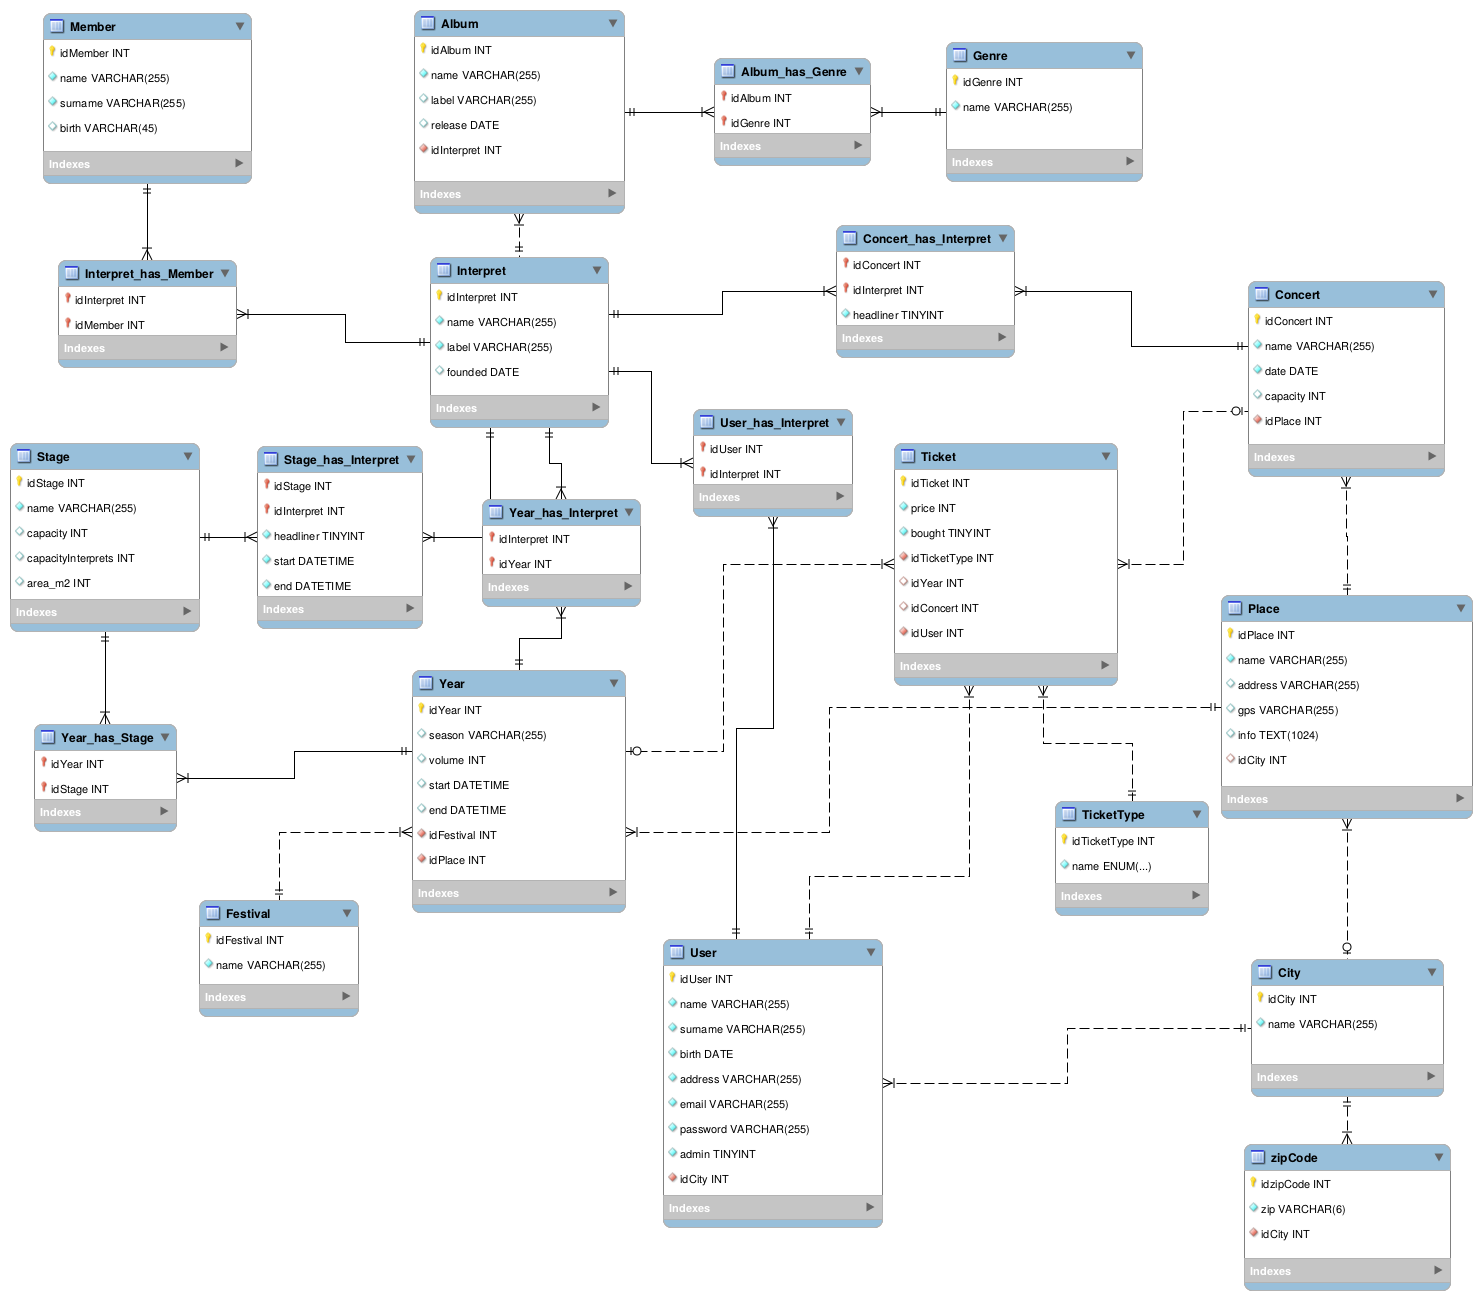 Member
idMember INT
name VARCHAR(255)
surname VARCHAR(255)
birth VARCHAR(45)
Indexes
Album
idAlbum INT
name VARCHAR(255)
label VARCHAR(255)
release DATE
idInterpret INT
Indexes
Album_has_Genre
idAlbum INT
idGenre INT
Indexes
Genre
idGenre INT
name VARCHAR(255)
Indexes
Interpret_has_Member
idInterpret INT
idMember INT
Indexes
Interpret
idInterpret INT
name VARCHAR(255)
label VARCHAR(255)
founded DATE
Indexes
Concert_has_Interpret
idConcert INT
idInterpret INT
headliner TINYINT
Indexes
Concert
idConcert INT
name VARCHAR(255)
date DATE
capacity INT
idPlace INT
Indexes
Stage
idStage INT
name VARCHAR(255)
capacity INT
capacityInterprets INT
area_m2 INT
Indexes
Stage_has_Interpret
idStage INT
idInterpret INT
headliner TINYINT
start DATETIME
end DATETIME
Indexes
Year_has_Interpret
idInterpret INT
idYear INT
Indexes
User_has_Interpret
idUser INT
idInterpret INT
Indexes
Ticket
idTicket INT
price INT
bought TINYINT
idTicketType INT
idYear INT
idConcert INT
idUser INT
Indexes
Place
idPlace INT
name VARCHAR(255)
address VARCHAR(255)
gps VARCHAR(255)
info TEXT(1024)
idCity INT
Indexes
Year_has_Stage
idYear INT
idStage INT
Indexes
Year
idYear INT
season VARCHAR(255)
volume INT
start DATETIME
end DATETIME
idFestival INT
idPlace INT
Indexes
TicketType
idTicketType INT
name ENUM(...)
Indexes
Festival
idFestival INT
name VARCHAR(255)
Indexes
User
idUser INT
name VARCHAR(255)
surname VARCHAR(255)
birth DATE
address VARCHAR(255)
email VARCHAR(255)
password VARCHAR(255)
admin TINYINT
idCity INT
Indexes
City
idCity INT
name VARCHAR(255)
Indexes
zipCode
idzipCode INT
zip VARCHAR(6)
idCity INT
Indexes